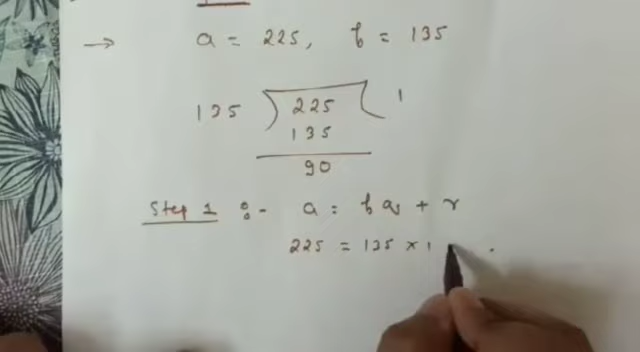 → a = 225, b = 135
135 ) 225 ( 1
135
90
Step 1 :- a = bq + r
225 = 135 × 1